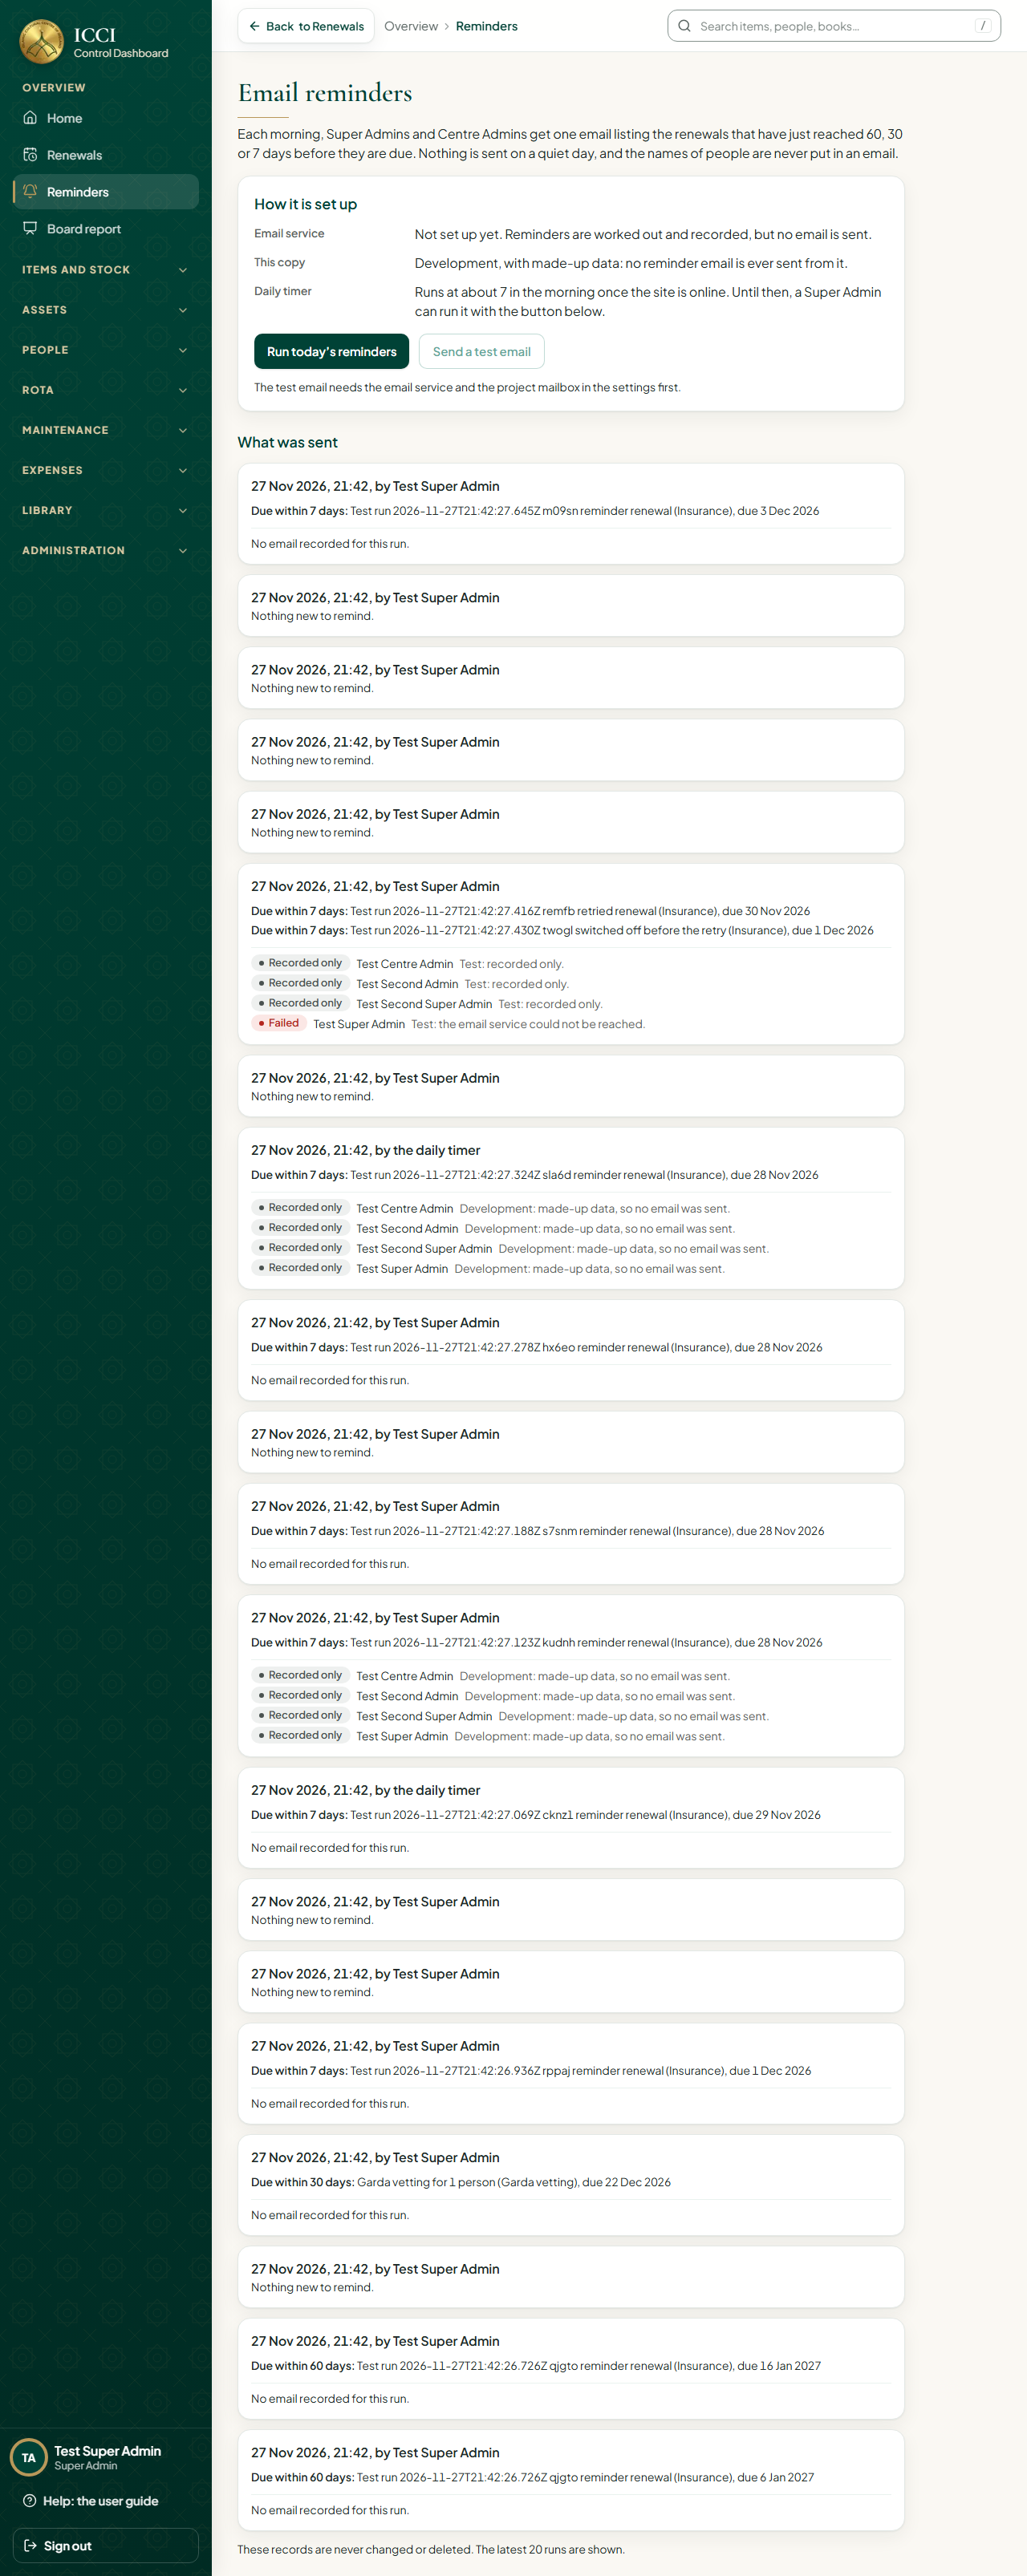 ICCI
Control Dashboard
OVERVIEW
Home
Renewals
Reminders
Board report
ITEMS AND STOCK
ASSETS
PEOPLE
ROTA
MAINTENANCE
EXPENSES
LIBRARY
ADMINISTRATION
Test Super Admin
TA
Super Admin
Help: the user guide
Sign out
Back to Renewals
Overview
Reminders
Search items, people, books...
/
Email reminders
Each morning, Super Admins and Centre Admins get one email listing the renewals that have just reached 60, 30
or 7 days before they are due. Nothing is sent on a quiet day, and the names of people are never put in an email.
How it is set up
Email service
Not set up yet. Reminders are worked out and recorded, but no email is sent.
This copy
Development, with made-up data: no reminder email is ever sent from it.
Daily timer
Runs at about 7 in the morning once the site is online. Until then, a Super Admin
can run it with the button below.
Run today's reminders
Send a test email
The test email needs the email service and the project mailbox in the settings first.
What was sent
27 Nov 2026, 21:42, by Test Super Admin
Due within 7 days: Test run 2026-11-27T21:42:27.645Z m09sn reminder renewal (Insurance), due 3 Dec 2026
No email recorded for this run.
27 Nov 2026, 21:42, by Test Super Admin
Nothing new to remind.
27 Nov 2026, 21:42, by Test Super Admin
Nothing new to remind.
27 Nov 2026, 21:42, by Test Super Admin
Nothing new to remind.
27 Nov 2026, 21:42, by Test Super Admin
Nothing new to remind.
27 Nov 2026, 21:42, by Test Super Admin
Due within 7 days: Test run 2026-11-27T21:42:27.416Z remfb retried renewal (Insurance), due 30 Nov 2026
Due within 7 days: Test run 2026-11-27T21:42:27.430Z twogl switched off before the retry (Insurance), due 1 Dec 2026
Recorded only Test Centre Admin Test: recorded only.
Recorded only Test Second Admin Test: recorded only.
Recorded only Test Second Super Admin Test: recorded only.
Failed Test Super Admin Test: the email service could not be reached.
27 Nov 2026, 21:42, by Test Super Admin
Nothing new to remind.
27 Nov 2026, 21:42, by the daily timer
Due within 7 days: Test run 2026-11-27T21:42:27.324Z sla6d reminder renewal (Insurance), due 28 Nov 2026
Recorded only Test Centre Admin Development: made-up data, so no email was sent.
Recorded only Test Second Admin Development: made-up data, so no email was sent.
Recorded only Test Second Super Admin Development: made-up data, so no email was sent.
Recorded only Test Super Admin Development: made-up data, so no email was sent.
27 Nov 2026, 21:42, by Test Super Admin
Due within 7 days: Test run 2026-11-27T21:42:27.278Z hx6eo reminder renewal (Insurance), due 28 Nov 2026
No email recorded for this run.
27 Nov 2026, 21:42, by Test Super Admin
Nothing new to remind.
27 Nov 2026, 21:42, by Test Super Admin
Due within 7 days: Test run 2026-11-27T21:42:27.188Z s7snm reminder renewal (Insurance), due 28 Nov 2026
No email recorded for this run.
27 Nov 2026, 21:42, by Test Super Admin
Due within 7 days: Test run 2026-11-27T21:42:27.123Z kudnh reminder renewal (Insurance), due 28 Nov 2026
Recorded only Test Centre Admin Development: made-up data, so no email was sent.
Recorded only Test Second Admin Development: made-up data, so no email was sent.
Recorded only Test Second Super Admin Development: made-up data, so no email was sent.
Recorded only Test Super Admin Development: made-up data, so no email was sent.
27 Nov 2026, 21:42, by the daily timer
Due within 7 days: Test run 2026-11-27T21:42:27.069Z cknz1 reminder renewal (Insurance), due 29 Nov 2026
No email recorded for this run.
27 Nov 2026, 21:42, by Test Super Admin
Nothing new to remind.
27 Nov 2026, 21:42, by Test Super Admin
Nothing new to remind.
27 Nov 2026, 21:42, by Test Super Admin
Due within 7 days: Test run 2026-11-27T21:42:26.936Z rppaj reminder renewal (Insurance), due 1 Dec 2026
No email recorded for this run.
27 Nov 2026, 21:42, by Test Super Admin
Due within 30 days: Garda vetting for 1 person (Garda vetting), due 22 Dec 2026
No email recorded for this run.
27 Nov 2026, 21:42, by Test Super Admin
Nothing new to remind.
27 Nov 2026, 21:42, by Test Super Admin
Due within 60 days: Test run 2026-11-27T21:42:26.726Z qjgto reminder renewal (Insurance), due 16 Jan 2027
No email recorded for this run.
27 Nov 2026, 21:42, by Test Super Admin
Due within 60 days: Test run 2026-11-27T21:42:26.726Z qjgto reminder renewal (Insurance), due 6 Jan 2027
No email recorded for this run.
These records are never changed or deleted. The latest 20 runs are shown.